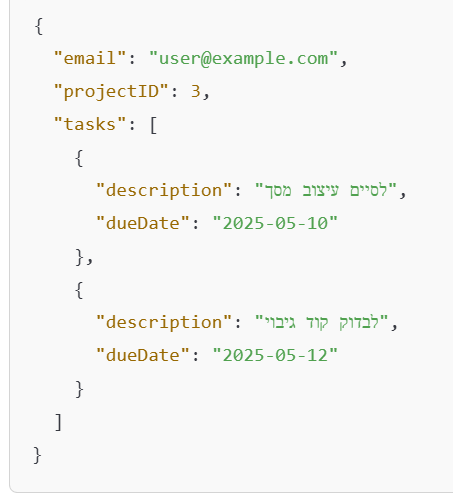 {
  "email": "user@example.com",
  "projectID": 3,
  "tasks": [
    {
      "description": "לסיים עיצוב מסך",
      "dueDate": "2025-05-10"
    },
    {
      "description": "לבדוק קוד גיבוי",
      "dueDate": "2025-05-12"
    }
  ]
}